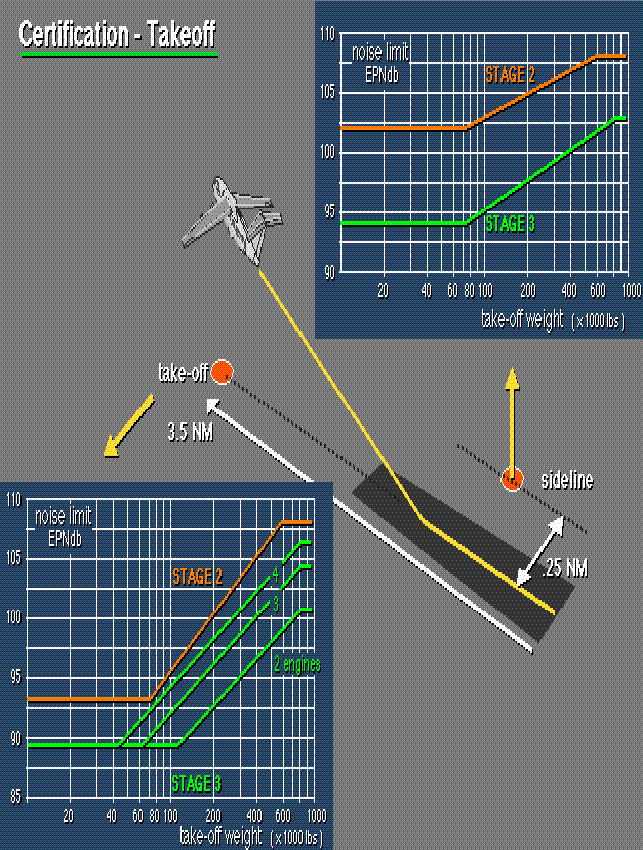 Certification - Takeoff
110
105
100
95
90
noise limit
EPNdb
STAGE 2
STAGE 3
20 40 60 80 100 200 400 600 1000
take-off weight (×1000 lbs)
take-off
3.5 NM
sideline
.25 NM
110
105
100
95
90
85
noise limit
EPNdb
STAGE 2
4
3
2 engines
STAGE 3
20 40 60 80 100 200 400 600 1000
take-off weight (×1000 lbs)